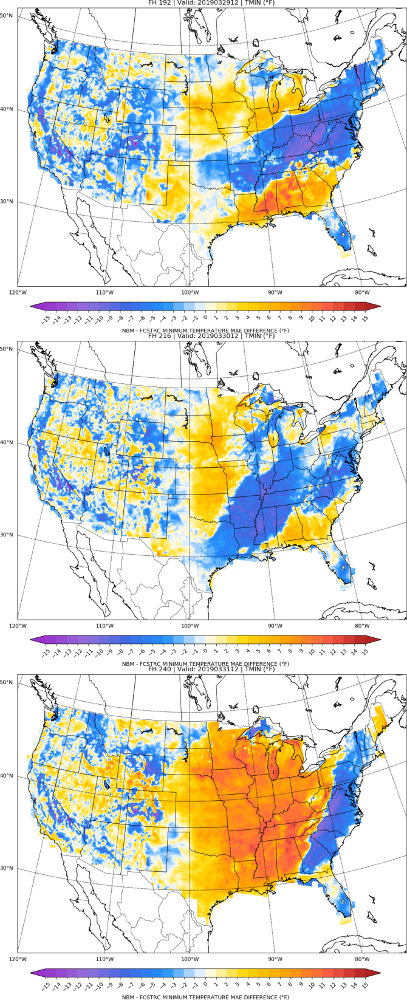 FH 192 | Valid: 2019032912 | TMIN (°F)
50°N
40°N
30°N
120°W 110°W 100°W 90°W 80°W
−15 −14 −13 −12 −11 −10 −9 −8 −7 −6 −5 −4 −3 −2 −1 0 1 2 3 4 5 6 7 8 9 10 11 12 13 14 15
NBM - FCSTRC MINIMUM TEMPERATURE MAE DIFFERENCE (°F)
FH 216 | Valid: 2019033012 | TMIN (°F)
50°N
40°N
30°N
120°W 110°W 100°W 90°W 80°W
−15 −14 −13 −12 −11 −10 −9 −8 −7 −6 −5 −4 −3 −2 −1 0 1 2 3 4 5 6 7 8 9 10 11 12 13 14 15
NBM - FCSTRC MINIMUM TEMPERATURE MAE DIFFERENCE (°F)
FH 240 | Valid: 2019033112 | TMIN (°F)
50°N
40°N
30°N
120°W 110°W 100°W 90°W 80°W
−15 −14 −13 −12 −11 −10 −9 −8 −7 −6 −5 −4 −3 −2 −1 0 1 2 3 4 5 6 7 8 9 10 11 12 13 14 15
NBM - FCSTRC MINIMUM TEMPERATURE MAE DIFFERENCE (°F)